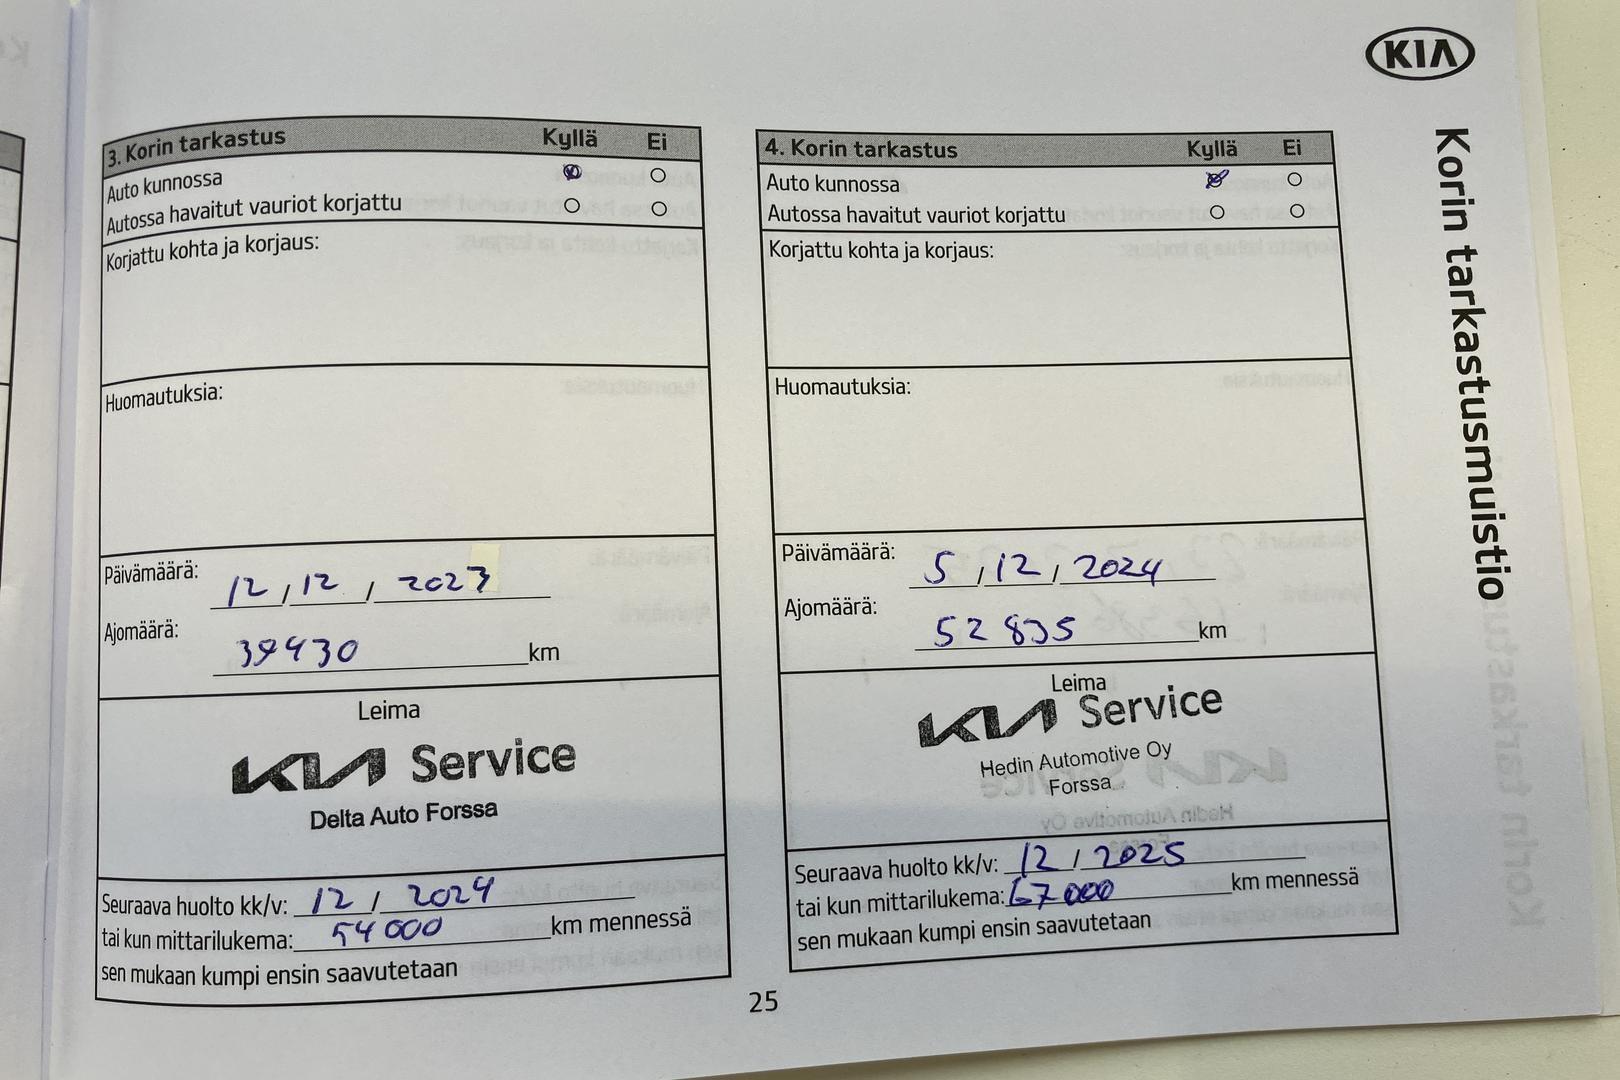 KIA
Korin tarkastusmuistio
3. Korin tarkastus Kyllä Ei
Auto kunnossa
Autossa havaitut vauriot korjattu
Korjattu kohta ja korjaus:
Huomautuksia:
Päivämäärä: 12 / 12 / 2023
Ajomäärä: 39430 km
Leima
KIA Service
Delta Auto Forssa
Seuraava huolto kk/v: 12 / 2024
tai kun mittarilukema: 54000 km mennessä
sen mukaan kumpi ensin saavutetaan
4. Korin tarkastus Kyllä Ei
Auto kunnossa
Autossa havaitut vauriot korjattu
Korjattu kohta ja korjaus:
Huomautuksia:
Päivämäärä: 5 / 12 / 2024
Ajomäärä: 52835 km
Leima
KIA Service
Hedin Automotive Oy
Forssa
Seuraava huolto kk/v: 12 / 2025
tai kun mittarilukema: 67000 km mennessä
sen mukaan kumpi ensin saavutetaan
25